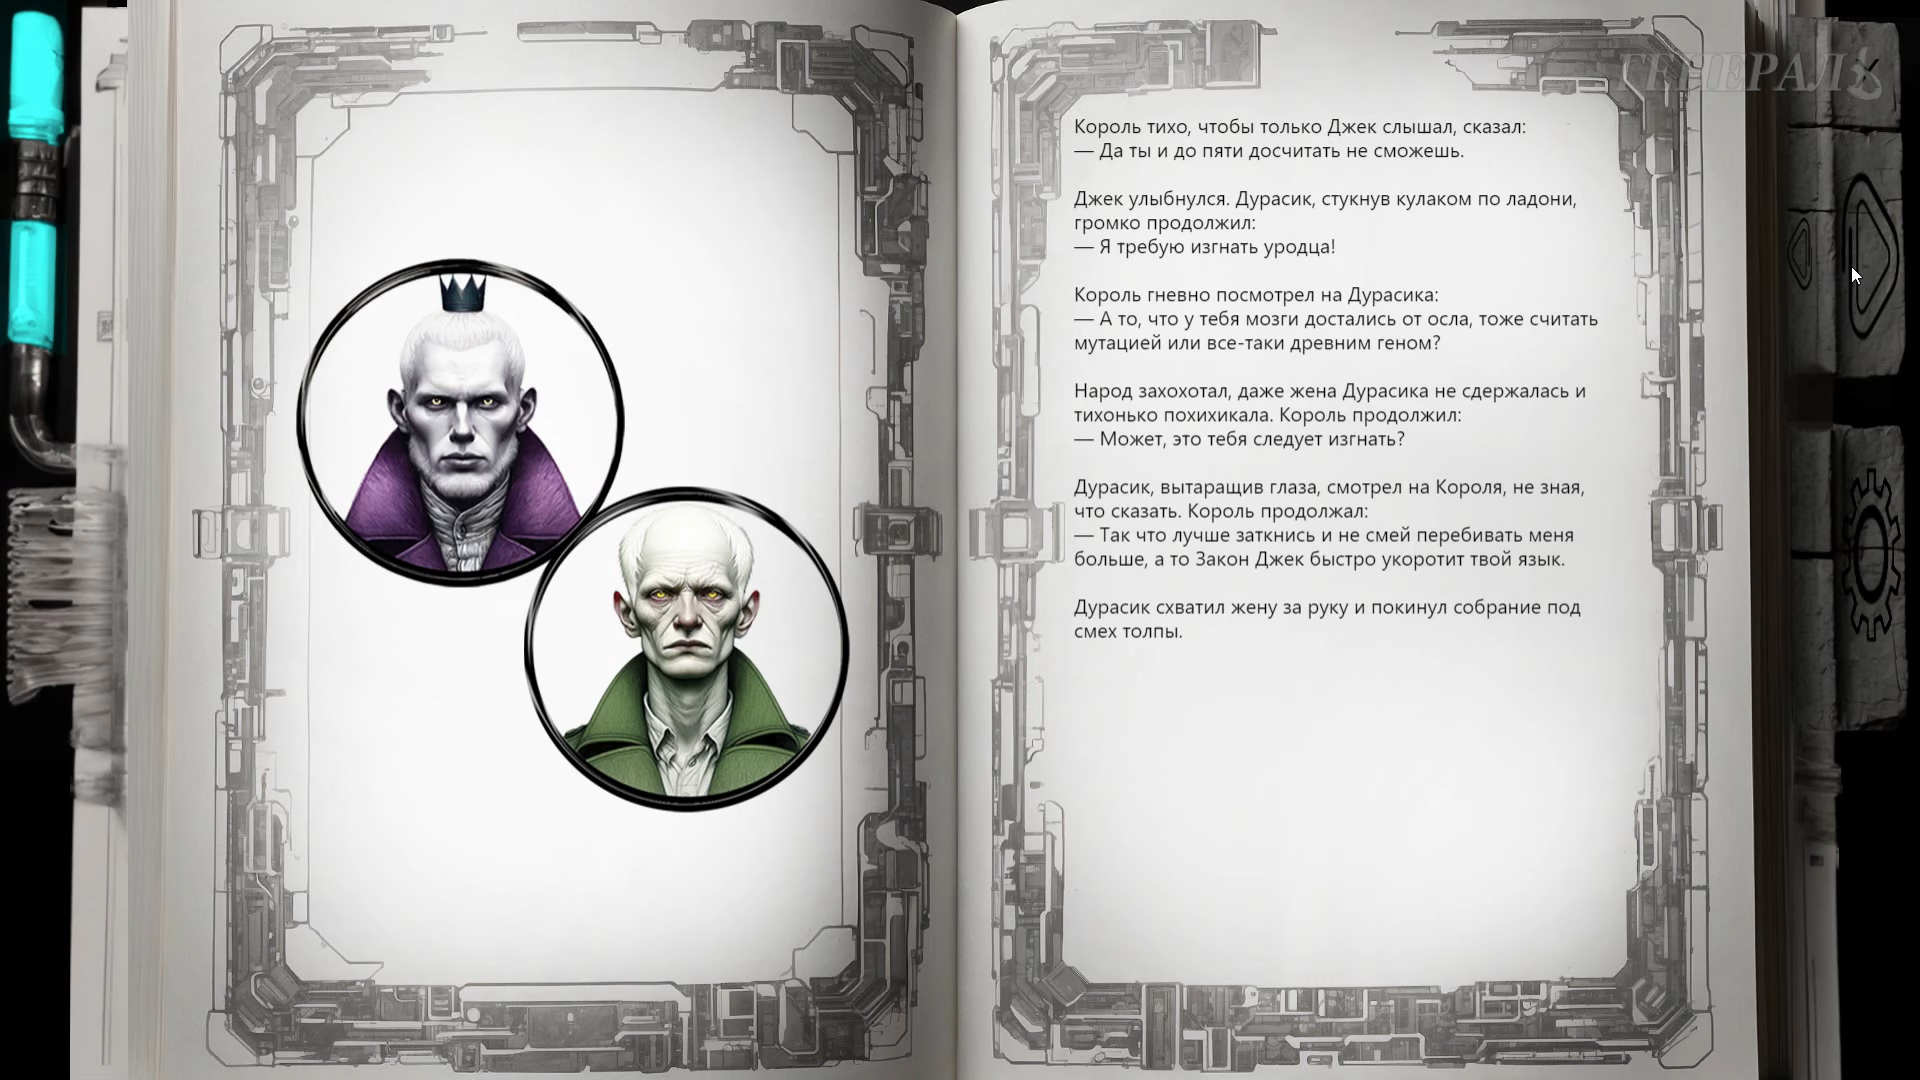 ГЕНЕРАЛ
Король тихо, чтобы только Джек слышал, сказал:
— Да ты и до пяти досчитать не сможешь.
Джек улыбнулся. Дурасик, стукнув кулаком по ладони,
громко продолжил:
— Я требую изгнать уродца!
Король гневно посмотрел на Дурасика:
— А то, что у тебя мозги достались от осла, тоже считать
мутацией или все-таки древним геном?
Народ захохотал, даже жена Дурасика не сдержалась и
тихонько похихикала. Король продолжил:
— Может, это тебя следует изгнать?
Дурасик, вытаращив глаза, смотрел на Короля, не зная,
что сказать. Король продолжал:
— Так что лучше заткнись и не смей перебивать меня
больше, а то Закон Джек быстро укоротит твой язык.
Дурасик схватил жену за руку и покинул собрание под
смех толпы.